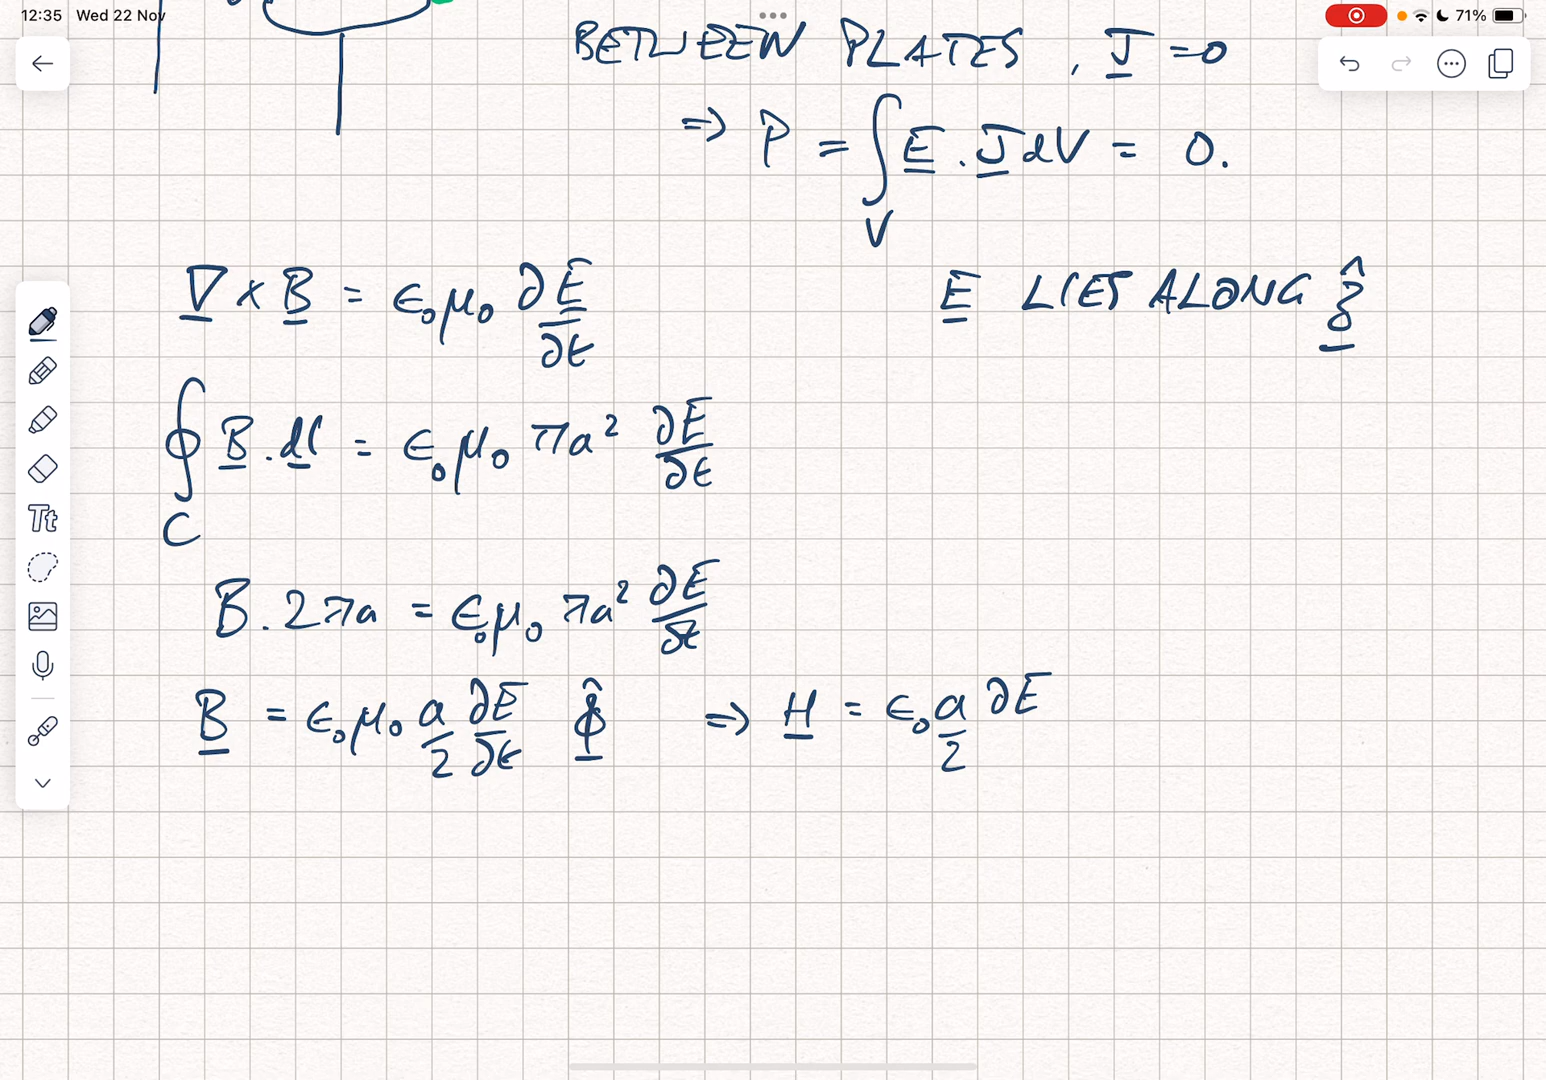 12:35 Wed 22 Nov
71%
BETWEEN PLATES, J = 0
⇒ P = ∫_V E . J dV = 0.
∇ × B = ϵ₀μ₀ ∂E/∂t
E LIES ALONG ẑ
∮_C B . dl = ϵ₀μ₀ πa² ∂E/∂t
B . 2πa = ϵ₀μ₀ πa² ∂E/∂t
B = ϵ₀μ₀ a/2 ∂E/∂t φ̂ ⇒ H = ϵ₀ a/2 ∂E
Tt